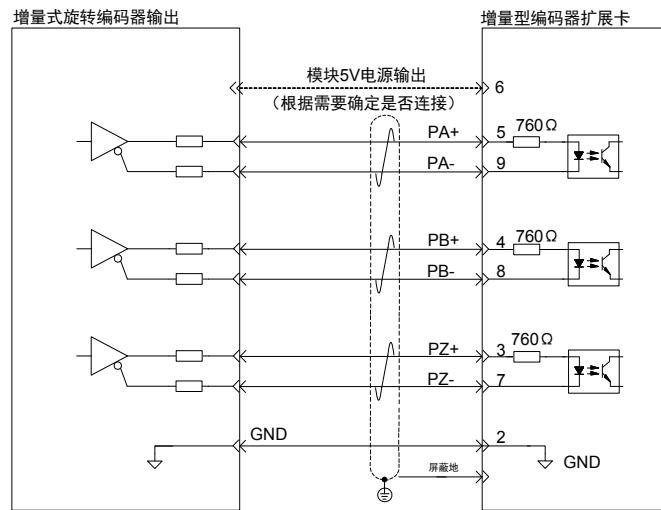 增量式旋转编码器输出
增量型编码器扩展卡
模块5V电源输出
6
（根据需要确定是否连接）
PA+
5
760Ω
PA-
9
PB+
4
760Ω
PB-
8
PZ+
3
760Ω
PZ-
7
GND
2
屏蔽地
GND